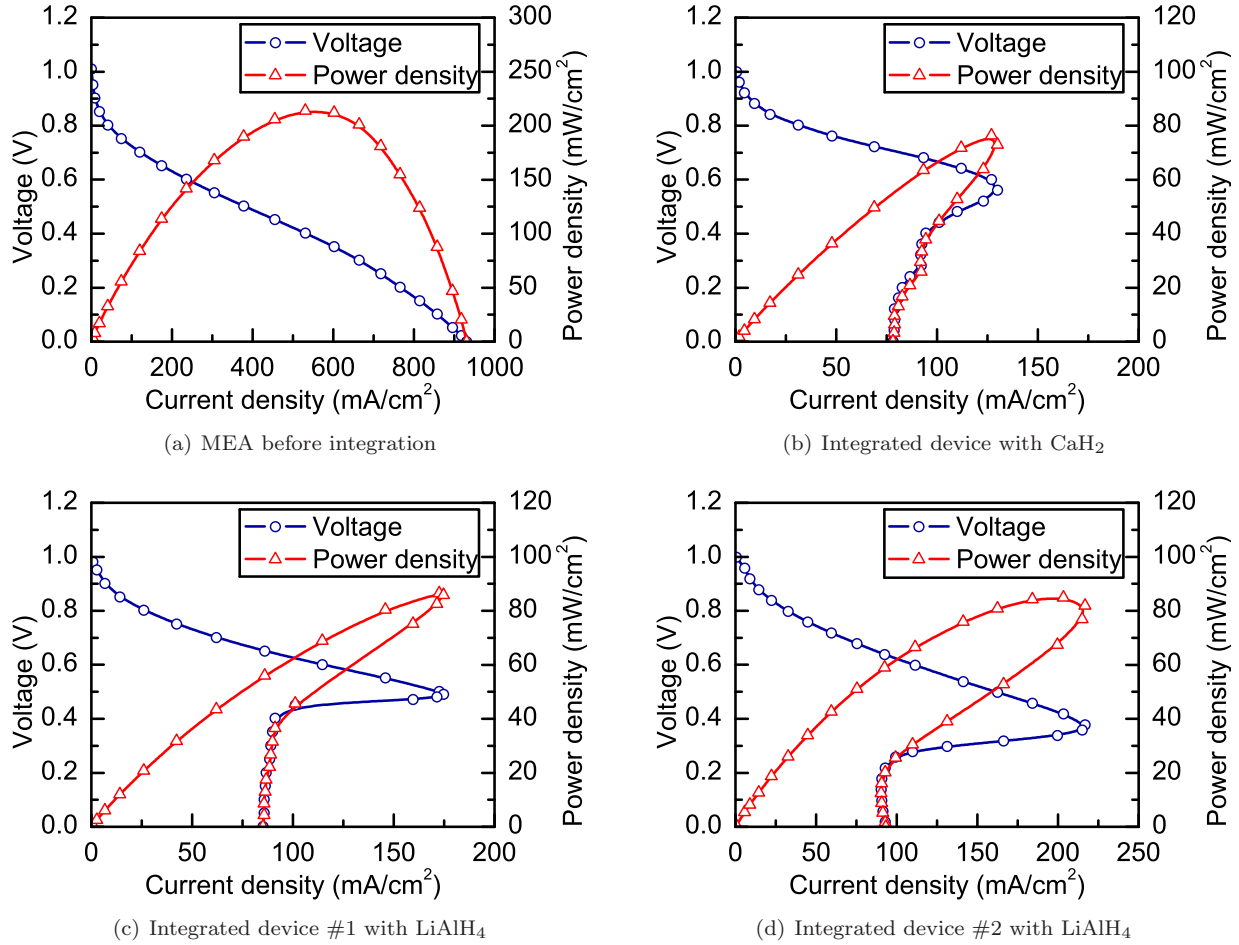 1.2
1.0
0.8
0.6
0.4
0.2
0.0
Voltage (V)
Voltage
Power density
300
250
200
150
100
50
0
Power density (mW/cm²)
0 200 400 600 800 1000
Current density (mA/cm²)
(a) MEA before integration
1.2
1.0
0.8
0.6
0.4
0.2
0.0
Voltage (V)
Voltage
Power density
120
100
80
60
40
20
0
Power density (mW/cm²)
0 50 100 150 200
Current density (mA/cm²)
(b) Integrated device with CaH₂
1.2
1.0
0.8
0.6
0.4
0.2
0.0
Voltage (V)
Voltage
Power density
120
100
80
60
40
20
0
Power density (mW/cm²)
0 50 100 150 200
Current density (mA/cm²)
(c) Integrated device #1 with LiAlH₄
1.2
1.0
0.8
0.6
0.4
0.2
0.0
Voltage (V)
Voltage
Power density
120
100
80
60
40
20
0
Power density (mW/cm²)
0 50 100 150 200 250
Current density (mA/cm²)
(d) Integrated device #2 with LiAlH₄